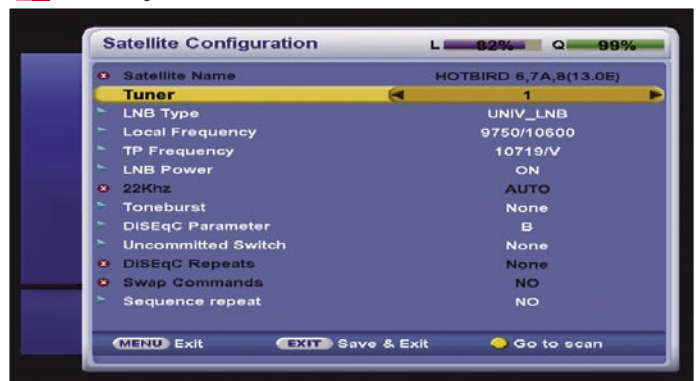 Satellite Configuration L 82% Q 99%
Satellite Name HOTBIRD 6,7A,8(13.0E)
Tuner 1
LNB Type UNIV_LNB
Local Frequency 9750/10600
TP Frequency 10719/V
LNB Power ON
22Khz AUTO
Toneburst None
DISEqC Parameter B
Uncommitted Switch None
DISEqC Repeats None
Swap Commands NO
Sequence repeat NO
MENU Exit EXIT Save & Exit Go to scan